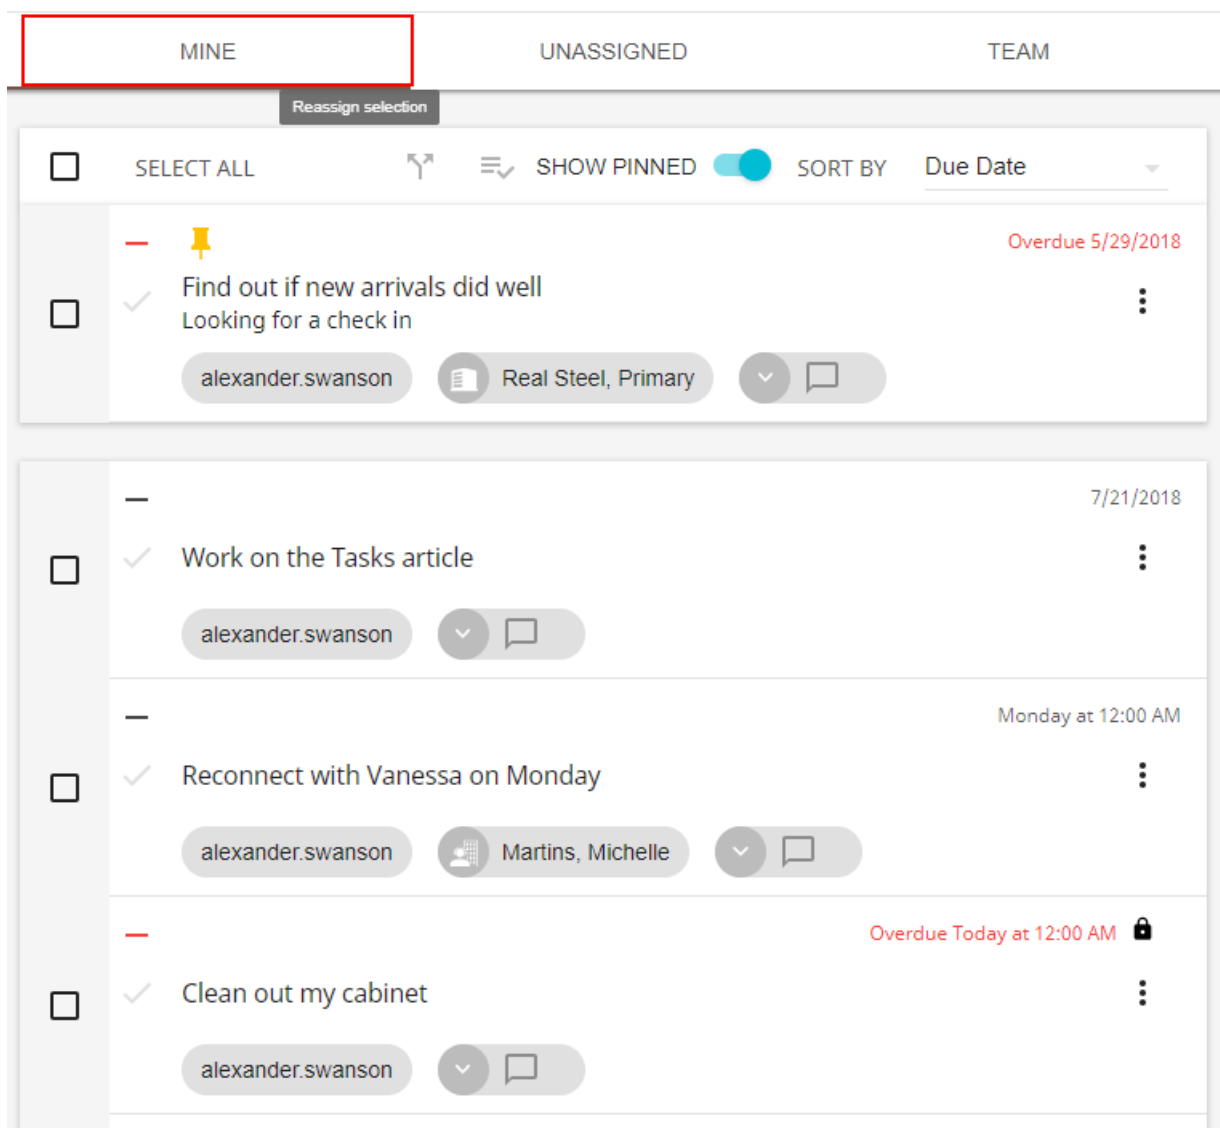 MINE UNASSIGNED TEAM
Reassign selection
SELECT ALL SHOW PINNED SORT BY Due Date
Overdue 5/29/2018
Find out if new arrivals did well
Looking for a check in
alexander.swanson Real Steel, Primary
7/21/2018
Work on the Tasks article
alexander.swanson
Monday at 12:00 AM
Reconnect with Vanessa on Monday
alexander.swanson Martins, Michelle
Overdue Today at 12:00 AM
Clean out my cabinet
alexander.swanson